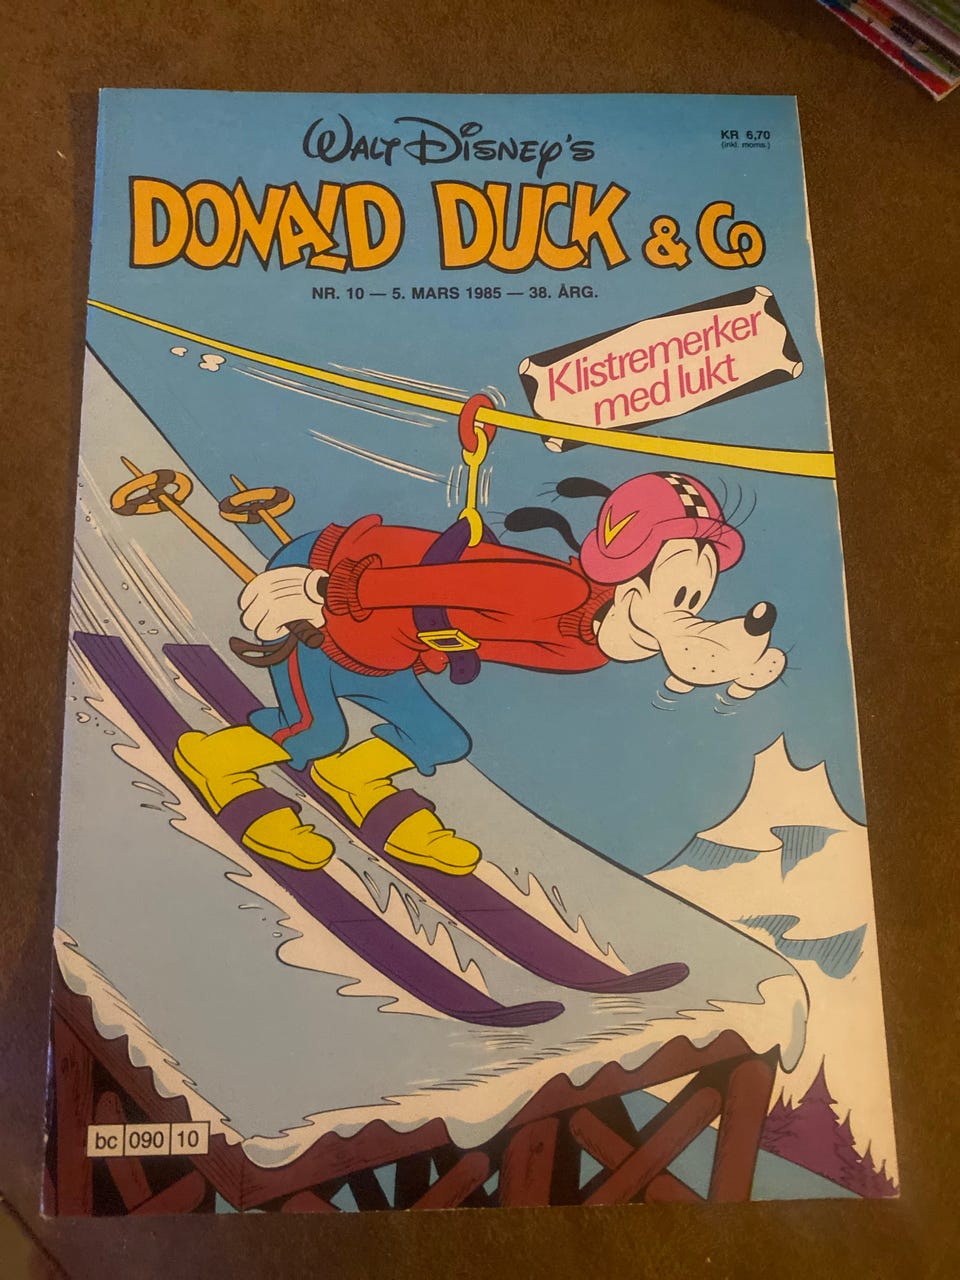 Walt Disney's
KR 6,70
(inkl. moms.)
DONALD DUCK & Co
NR. 10 — 5. MARS 1985 — 38. ÅRG.
Klistremerker
med lukt
bc 090 10